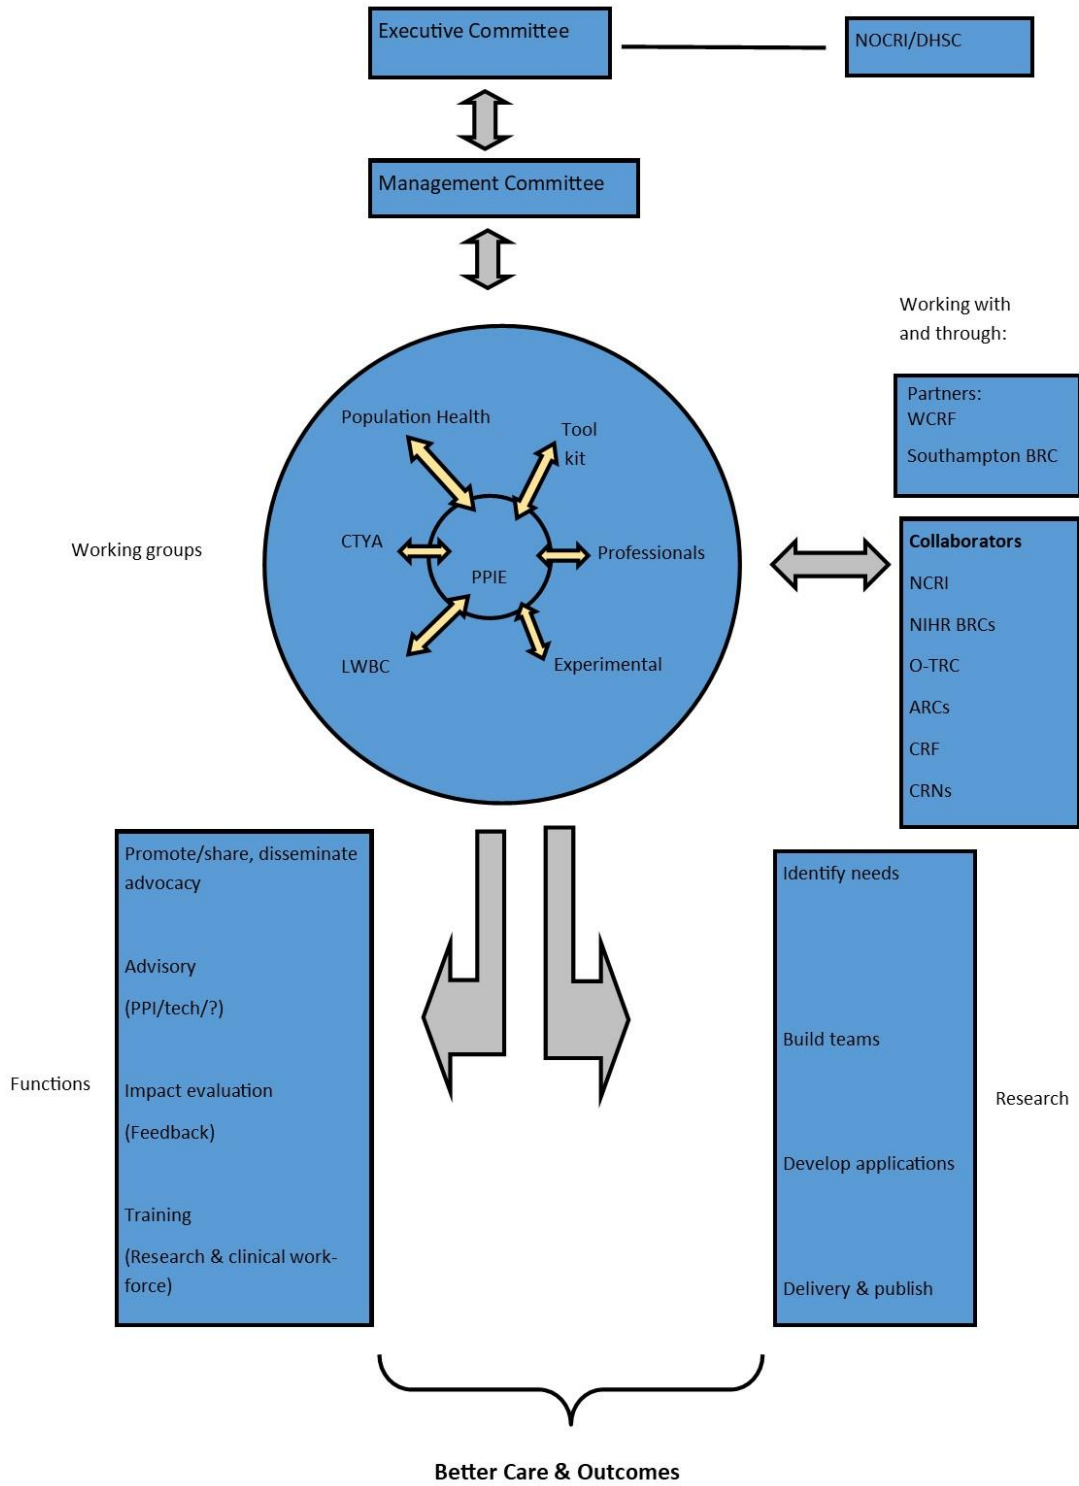 Executive Committee
NOCRI/DHSC
Management Committee
Working with
and through:
Partners:
WCRF
Southampton BRC
Population Health
Tool
kit
CTYA
Professionals
PPIE
LWBC
Experimental
Working groups
Collaborators
NCRI
NIHR BRCs
O-TRC
ARCs
CRF
CRNs
Promote/share, disseminate
advocacy
Advisory
(PPI/tech/?)
Impact evaluation
(Feedback)
Training
(Research & clinical work-
force)
Functions
Identify needs
Build teams
Develop applications
Delivery & publish
Research
Better Care & Outcomes